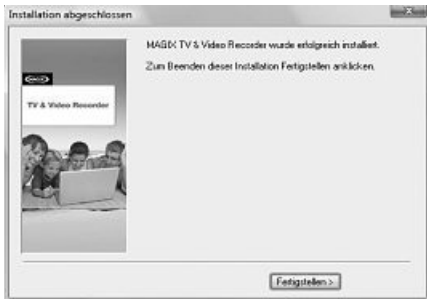 Installation abgeschlossen
MAGIX TV & Video Recorder wurde erfolgreich installiert.
Zum Beenden dieser Installation Fertigstellen anklicken.
MAGIX
TV & Video Recorder
Fertigstellen >